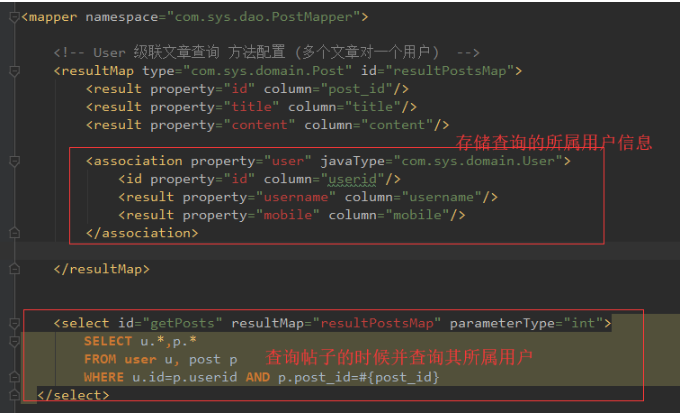 <mapper namespace="com.sys.dao.PostMapper">
<!-- User 级联文章查询 方法配置 (多个文章对一个用户) -->
<resultMap type="com.sys.domain.Post" id="resultPostsMap">
<result property="id" column="post_id"/>
<result property="title" column="title"/>
<result property="content" column="content"/>
存储查询的所属用户信息
<association property="user" javaType="com.sys.domain.User">
<id property="id" column="userid"/>
<result property="username" column="username"/>
<result property="mobile" column="mobile"/>
</association>
</resultMap>
<select id="getPosts" resultMap="resultPostsMap" parameterType="int">
SELECT u.*,p.*
FROM user u, post p 查询帖子的时候并查询其所属用户
WHERE u.id=p.userid AND p.post_id=#{post_id}
</select>